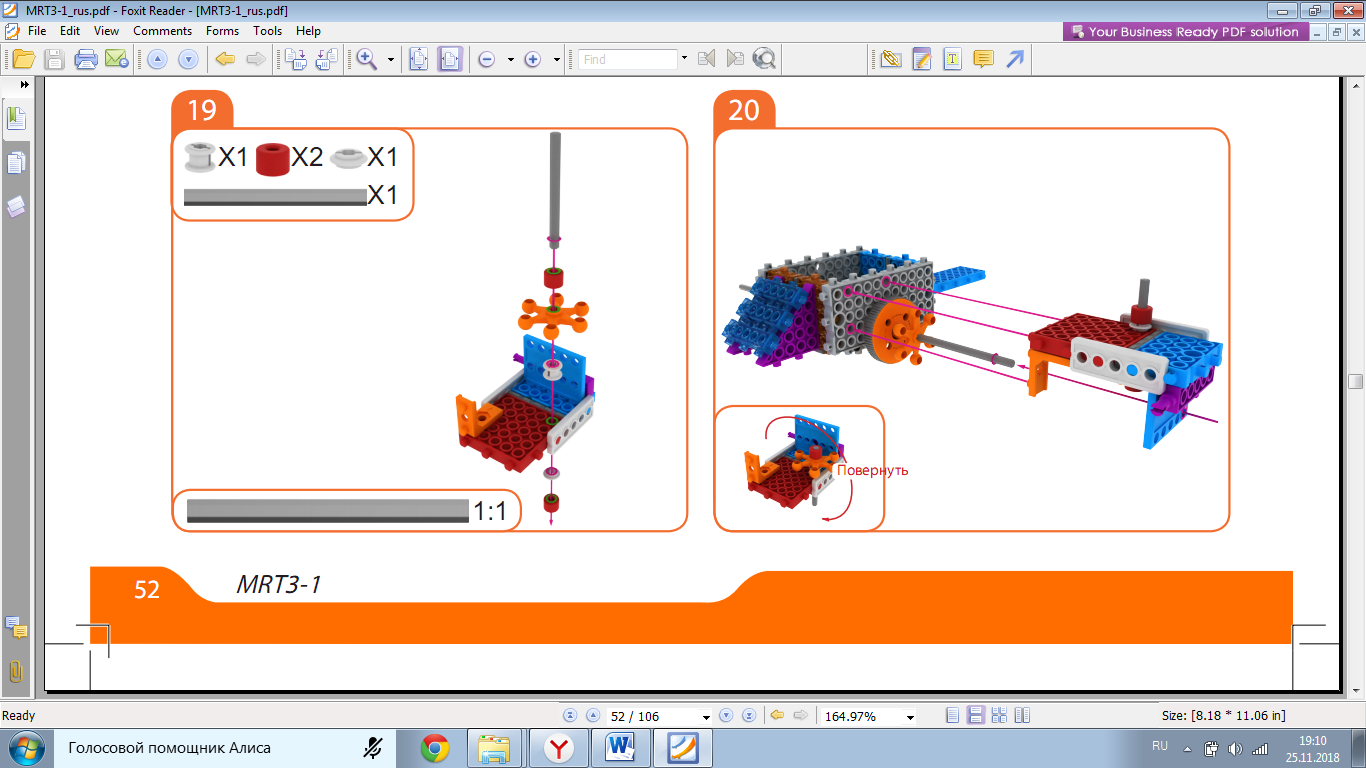 MRT3-1_rus.pdf - Foxit Reader - [MRT3-1_rus.pdf]
File Edit View Comments Forms Tools Help
Your Business Ready PDF solution
Find
19
X1 X2 X1
X1
1:1
20
Повернуть
52
MRT3-1
Ready
52 / 106
164.97%
Size: [8.18 * 11.06 in]
Голосовой помощник Алиса
RU
19:10
25.11.2018